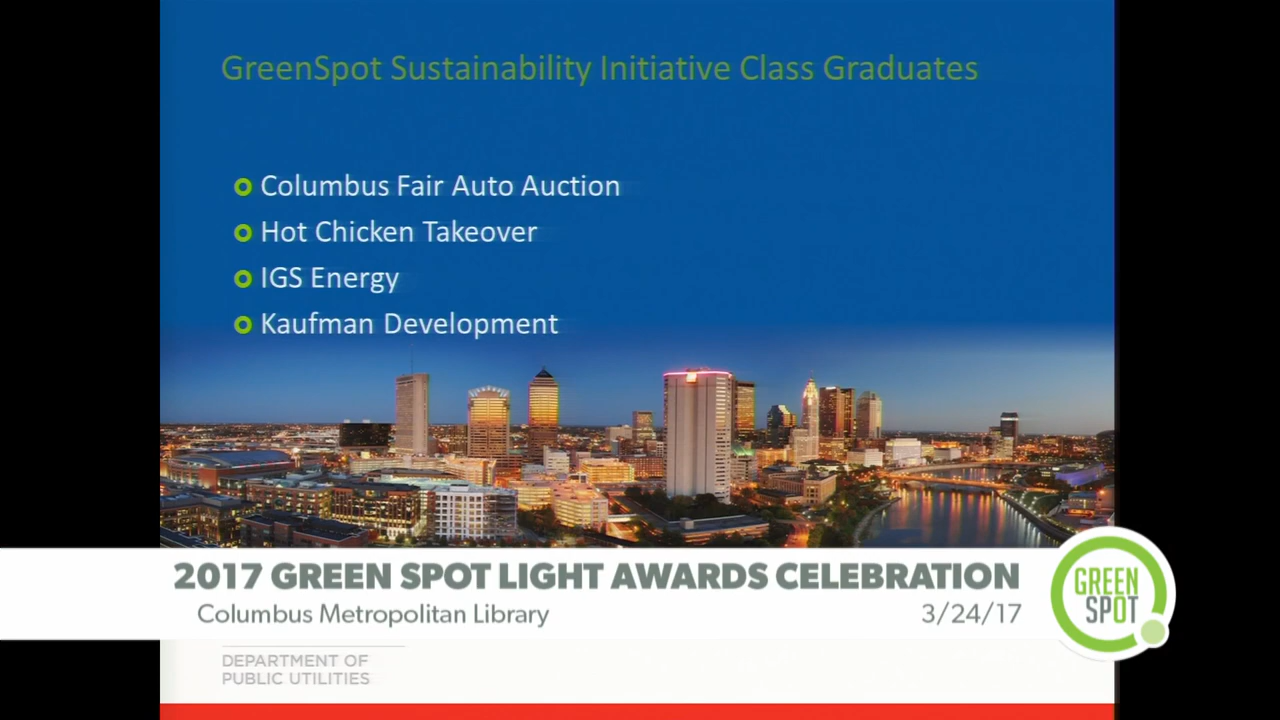 GreenSpot Sustainability Initiative Class Graduates
Columbus Fair Auto Auction
Hot Chicken Takeover
IGS Energy
Kaufman Development
2017 GREEN SPOT LIGHT AWARDS CELEBRATION
Columbus Metropolitan Library
3/24/17
GREEN
SPOT
DEPARTMENT OF
PUBLIC UTILITIES